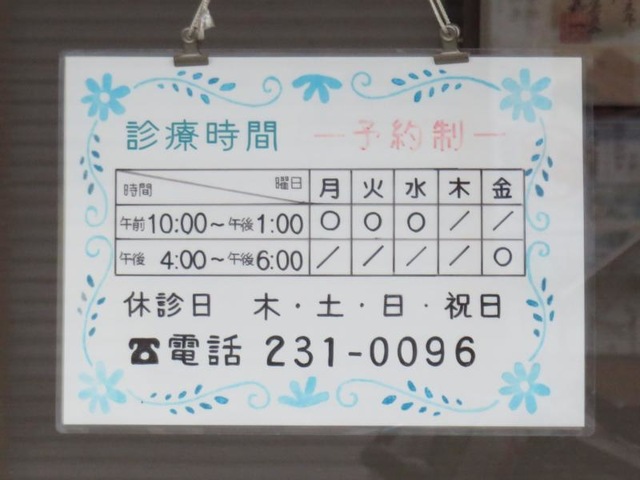 診療時間 ー予約制ー
時間 曜日 月 火 水 木 金
午前 10:00～午後 1:00 ○ ○ ○ ／ ／
午後 4:00～午後 6:00 ／ ／ ／ ／ ○
休診日 木・土・日・祝日
☎電話 231-0096